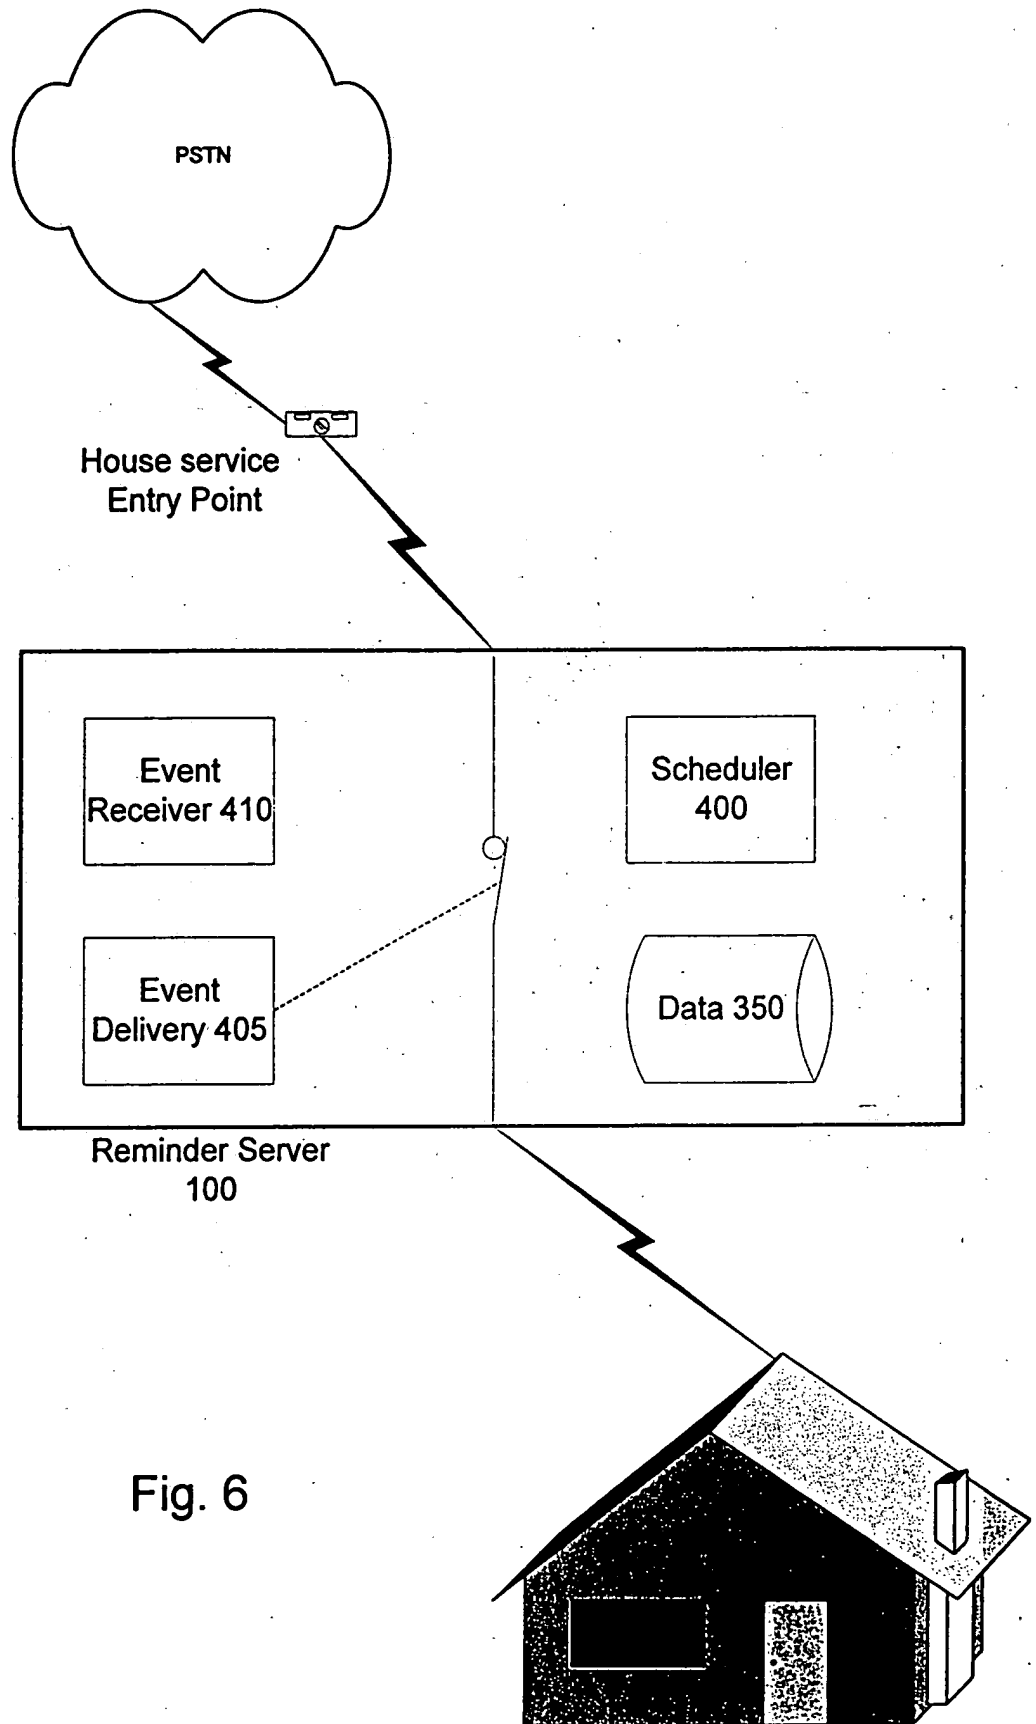 PSTN
House service
Entry Point
Event
Receiver 410
Scheduler
400
Event
Delivery 405
Data 350
Reminder Server
100
Fig. 6